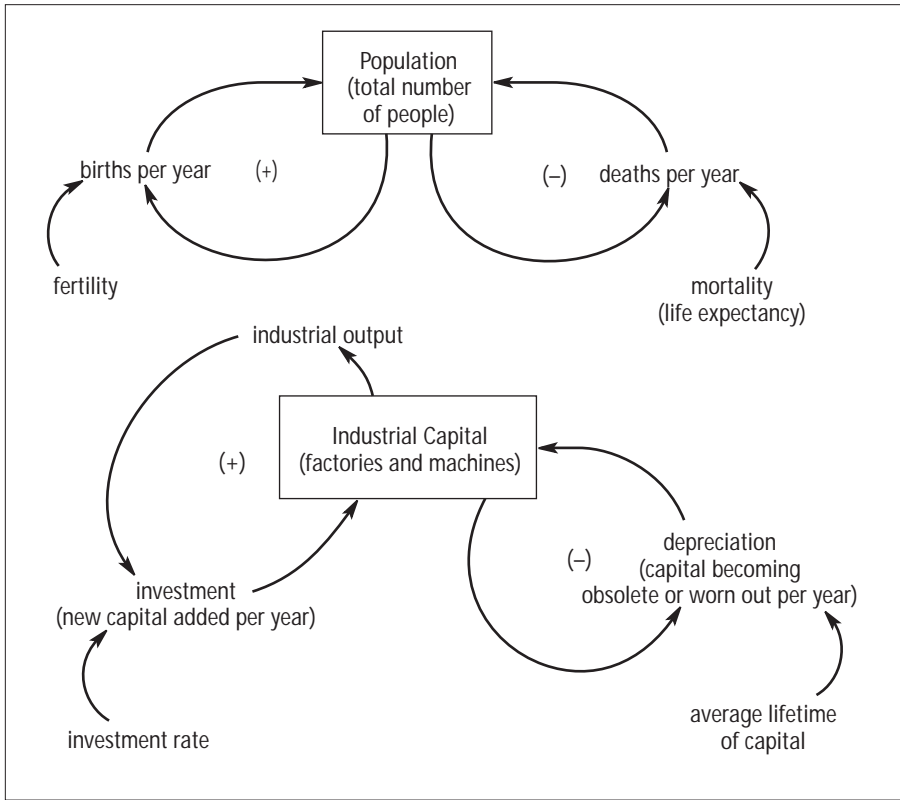 Population
(total number
of people)
births per year
(+)
(–)
deaths per year
fertility
mortality
(life expectancy)
industrial output
Industrial Capital
(factories and machines)
(+)
investment
(new capital added per year)
(–)
depreciation
(capital becoming
obsolete or worn out per year)
investment rate
average lifetime
of capital